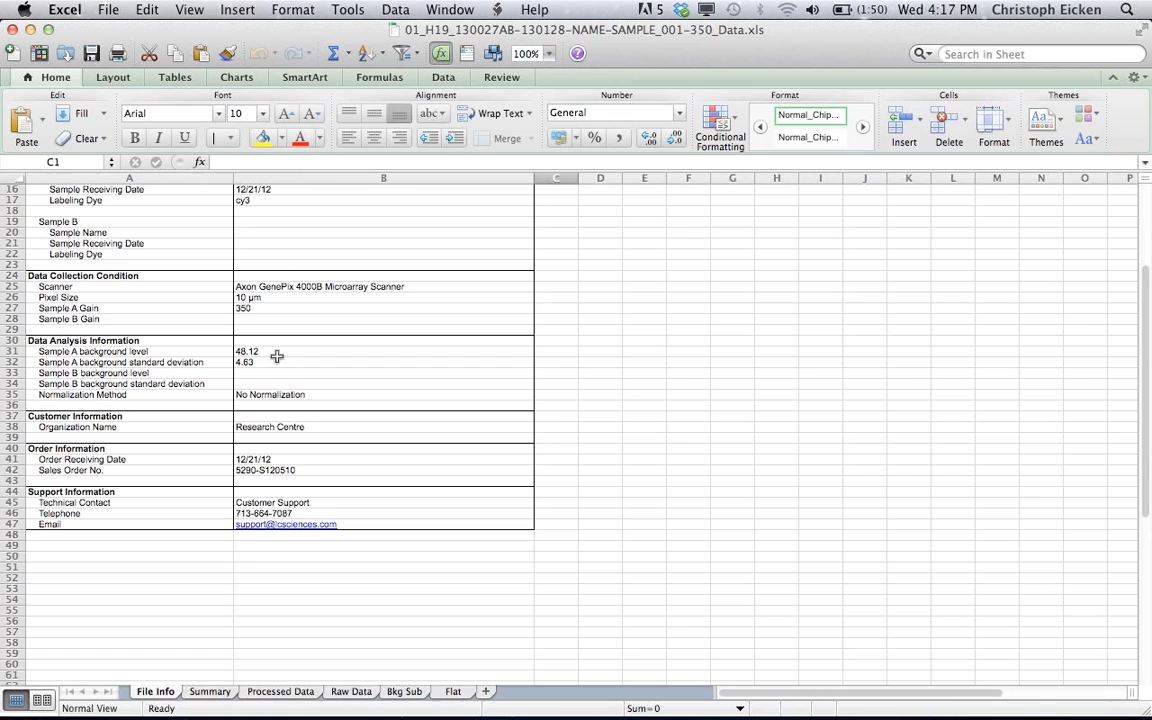 Excel File Edit View Insert Format Tools Data Window Help 5 (1:50) Wed 4:17 PM Christoph Eicken
01_H19_130027AB-130128-NAME-SAMPLE_001-350_Data.xls
100% Search in Sheet
Home Layout Tables Charts SmartArt Formulas Data Review
Edit Font Alignment Number Format Cells Themes
Fill Arial 10 abc Wrap Text General Normal_Chip...
Paste Clear B I U Merge % Conditional Formatting Normal_Chip... Insert Delete Format Themes Aa
C1 fx
A B C D E F G H I J K L M N O P
16 Sample Receiving Date 12/21/12
17 Labeling Dye cy3
18
19 Sample B
20 Sample Name
21 Sample Receiving Date
22 Labeling Dye
23
24 Data Collection Condition
25 Scanner Axon GenePix 4000B Microarray Scanner
26 Pixel Size 10 µm
27 Sample A Gain 350
28 Sample B Gain
29
30 Data Analysis Information
31 Sample A background level 48.12
32 Sample A background standard deviation 4.63
33 Sample B background level
34 Sample B background standard deviation
35 Normalization Method No Normalization
36
37 Customer Information
38 Organization Name Research Centre
39
40 Order Information
41 Order Receiving Date 12/21/12
42 Sales Order No. 5290-S120510
43
44 Support Information
45 Technical Contact Customer Support
46 Telephone 713-664-7087
47 Email support@lcsciences.com
48
49
50
51
52
53
54
55
56
57
58
59
60
61
File Info Summary Processed Data Raw Data Bkg Sub Flat
Normal View Ready Sum=0